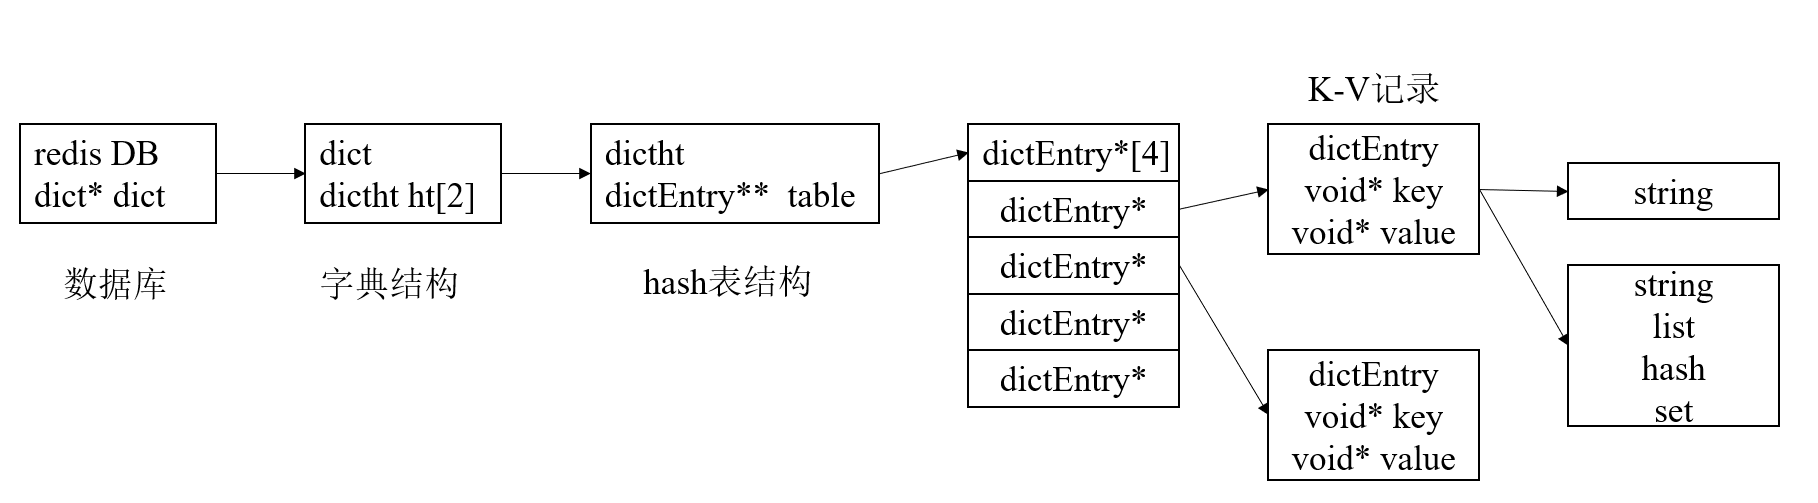 redis DB
dict* dict
数据库
dict
dictht ht[2]
字典结构
dictht
dictEntry** table
hash表结构
dictEntry*[4]
dictEntry*
dictEntry*
dictEntry*
dictEntry*
K-V记录
dictEntry
void* key
void* value
dictEntry
void* key
void* value
string
string
list
hash
set